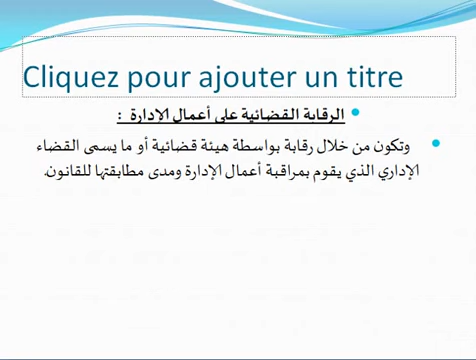 Cliquez pour ajouter un titre
الرقابة القضائية على أعمال الإدارة :
وتكون من خلال رقابة بواسطة هيئة قضائية أو ما يسمى القضاء
الإداري الذي يقوم بمراقبة أعمال الإدارة ومدى مطابقتها للقانون.